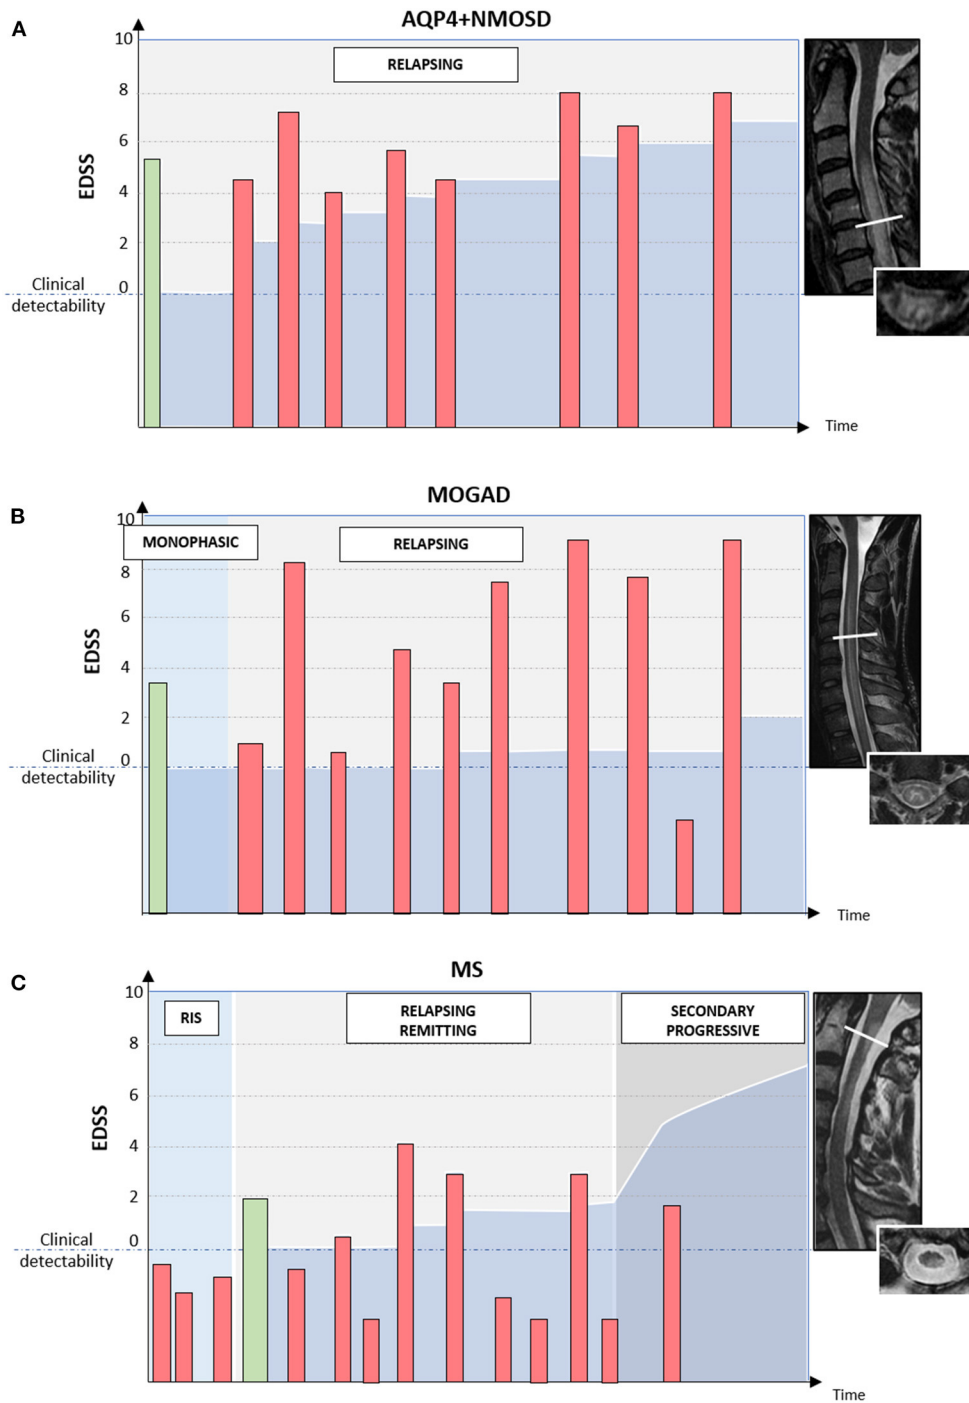 A
AQP4+NMOSD
10
RELAPSING
8
6
EDSS
4
2
Clinical
detectability
0
Time
B
MOGAD
10
MONOPHASIC
RELAPSING
8
6
EDSS
4
2
Clinical
detectability
0
Time
C
MS
10
RIS
RELAPSING
REMITTING
SECONDARY
PROGRESSIVE
8
6
EDSS
4
2
Clinical
detectability
0
Time